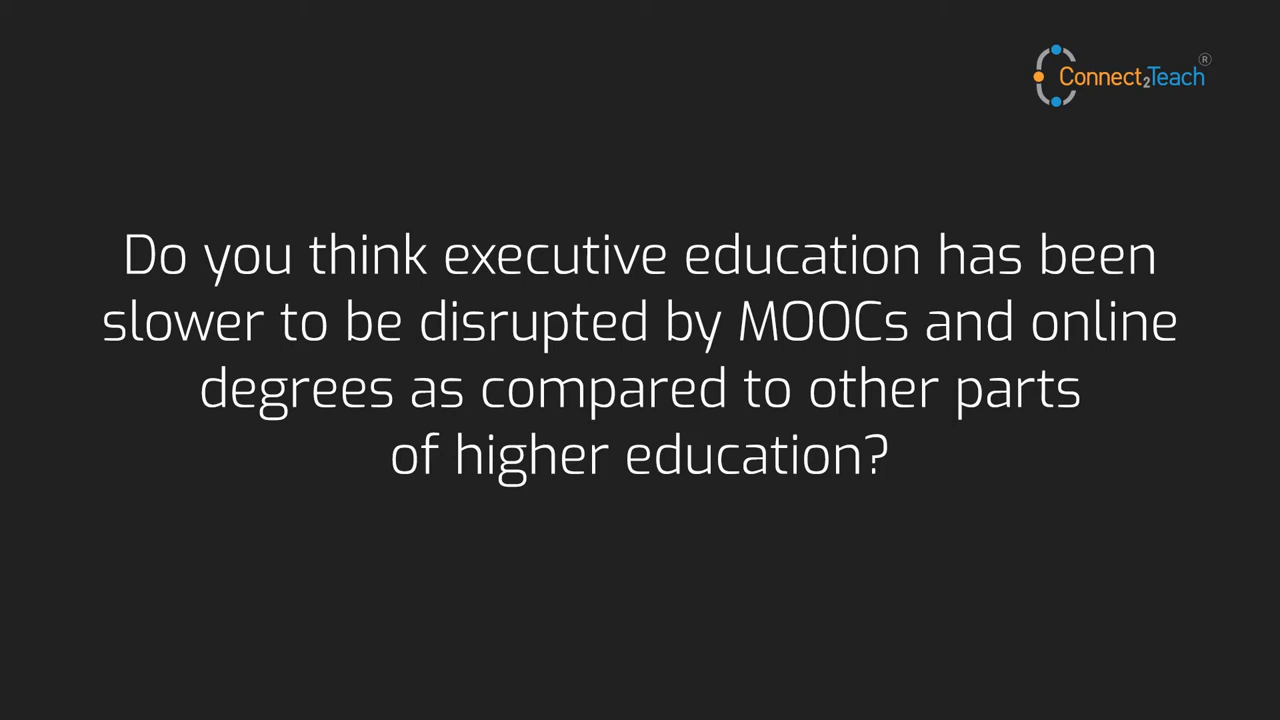 Connect2Teach ®
Do you think executive education has been
slower to be disrupted by MOOCs and online
degrees as compared to other parts
of higher education?